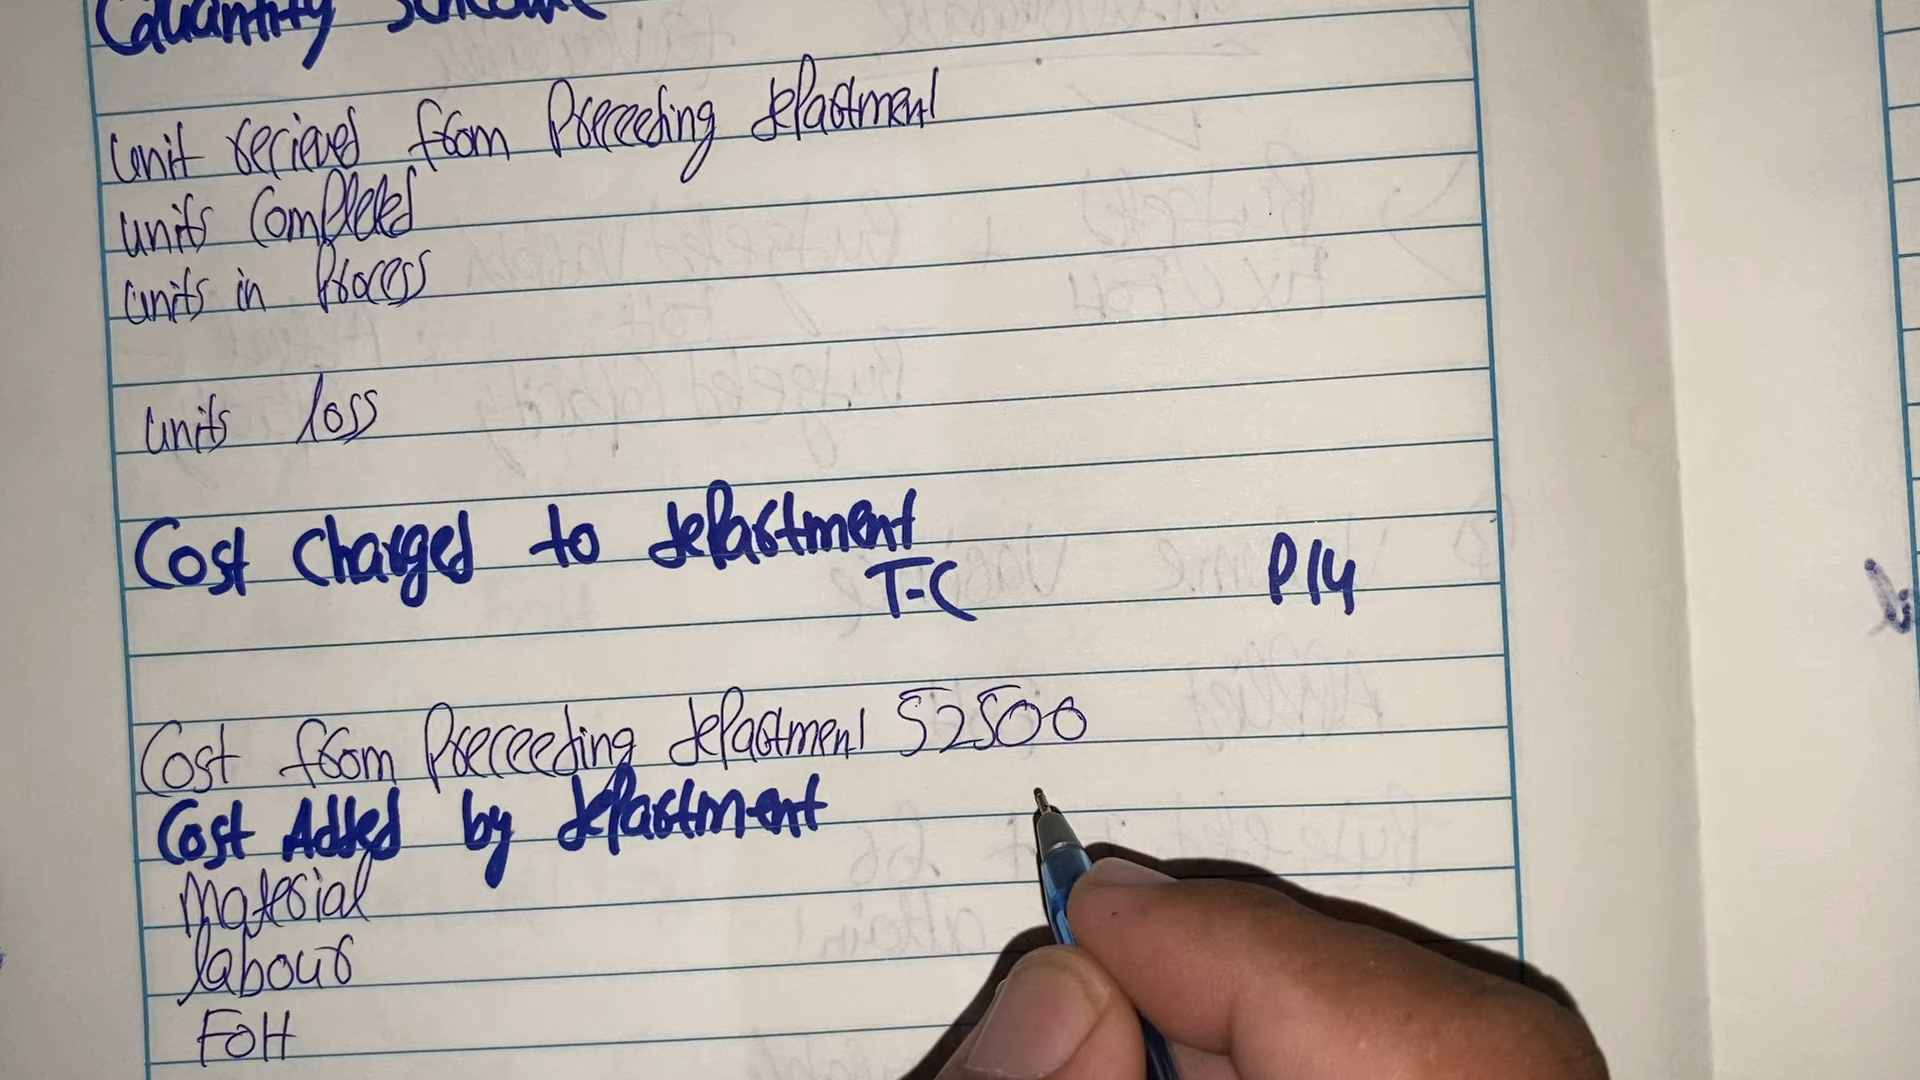 Quantity Schedule
Unit recieved from Preceeding department
units Completed
units in Process
units loss
Cost Charged to department
T-C P/U
Cost from Preceeding department 52500
Cost Added by department
Material
labour
FOH